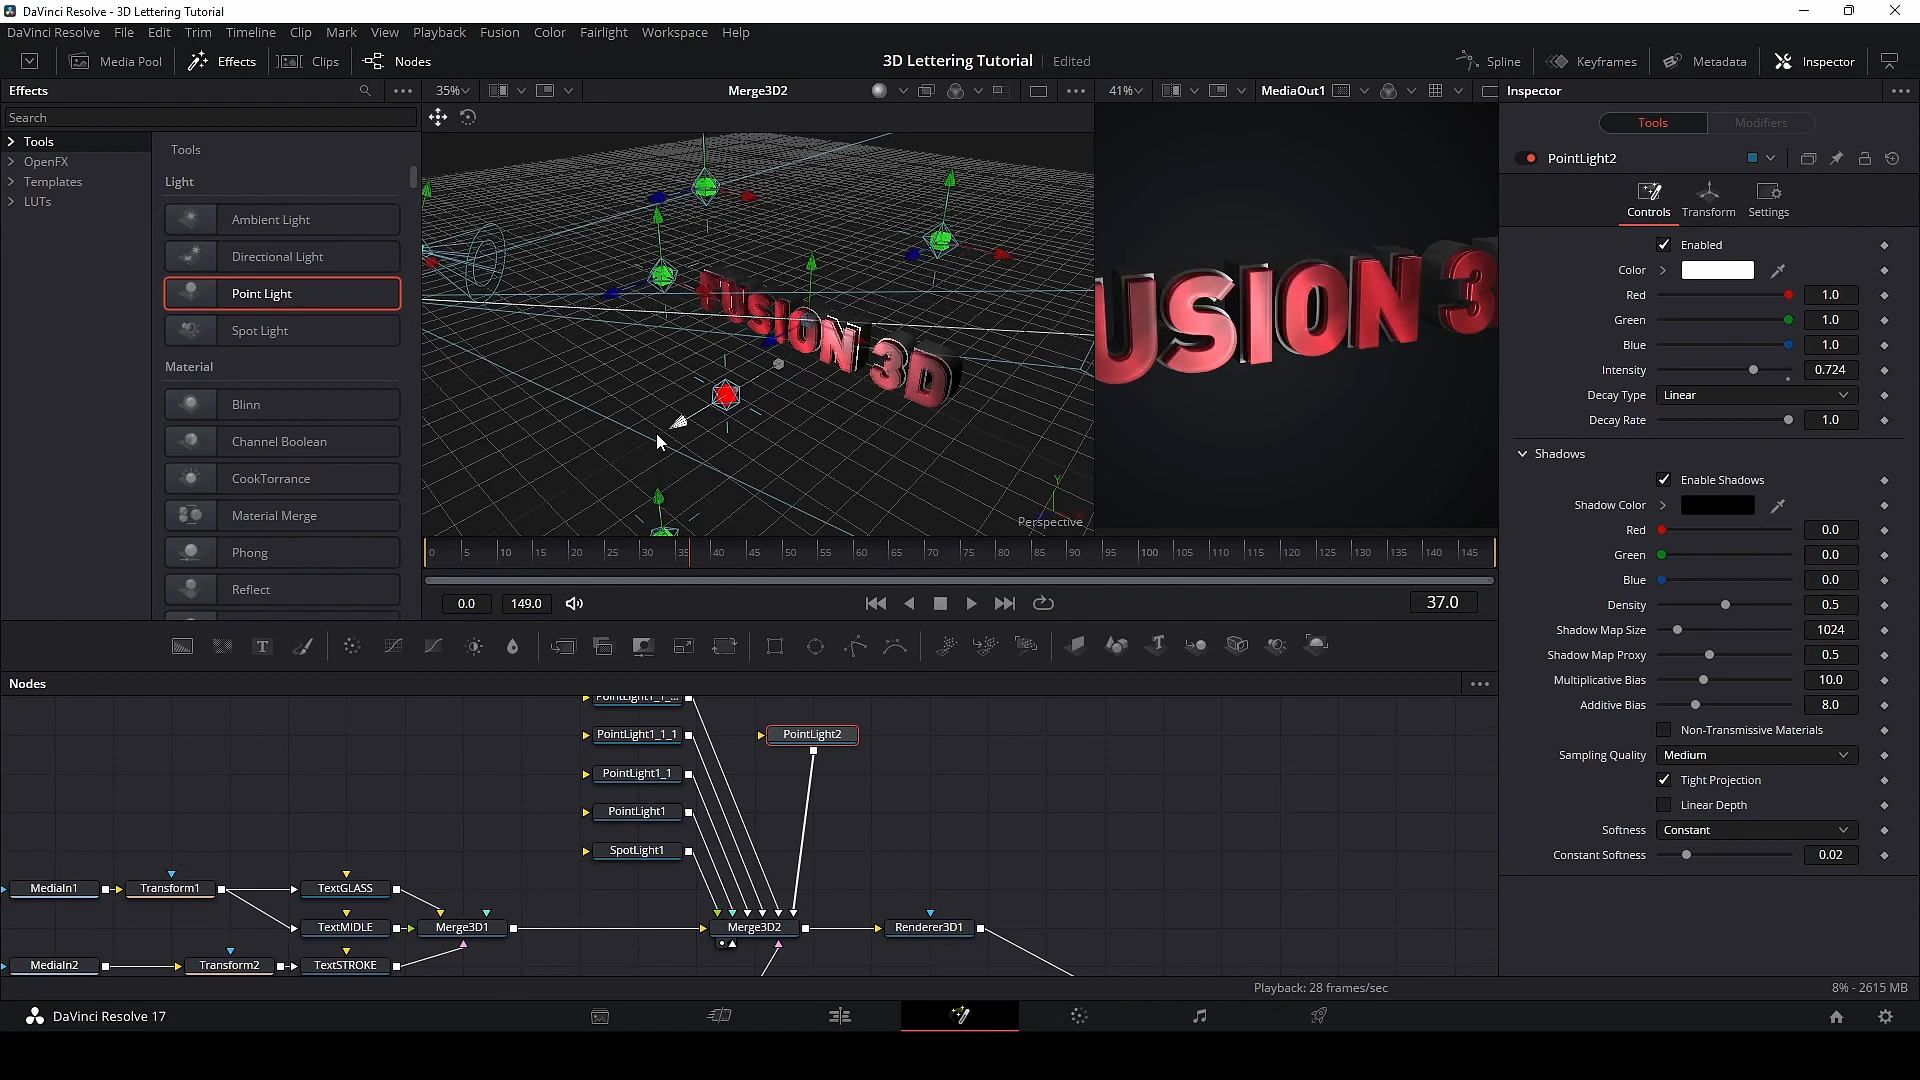 DaVinci Resolve - 3D Lettering Tutorial
DaVinci Resolve File Edit Trim Timeline Clip Mark View Playback Fusion Color Fairlight Workspace Help
Media Pool Effects Clips Nodes 3D Lettering Tutorial Edited Spline Keyframes Metadata Inspector
Effects 35% Merge3D2 41% MediaOut1 Inspector
Search
Tools Modifiers
Tools
OpenFX
Templates
LUTs
Tools
Light
Ambient Light
Directional Light
Point Light
Spot Light
Material
Blinn
Channel Boolean
CookTorrance
Material Merge
Phong
Reflect
FUSION 3D
Y
Perspective
USION 3
PointLight2
Controls Transform Settings
Enabled
Color
Red 1.0
Green 1.0
Blue 1.0
Intensity 0.724
Decay Type Linear
Decay Rate 1.0
Shadows
Enable Shadows
Shadow Color
Red 0.0
Green 0.0
Blue 0.0
Density 0.5
Shadow Map Size 1024
Shadow Map Proxy 0.5
Multiplicative Bias 10.0
Additive Bias 8.0
Non-Transmissive Materials
Sampling Quality Medium
Tight Projection
Linear Depth
Softness Constant
Constant Softness 0.02
0 5 10 15 20 25 30 35 40 45 50 55 60 65 70 75 80 85 90 95 100 105 110 115 120 125 130 135 140 145
0.0 149.0 37.0
Nodes
PointLight1_1_...
PointLight1_1_1 PointLight2
PointLight1_1
PointLight1
SpotLight1
MediaIn1 Transform1 TextGLASS
TextMIDLE Merge3D1 Merge3D2 Renderer3D1
MediaIn2 Transform2 TextSTROKE
Playback: 28 frames/sec 8% - 2615 MB
DaVinci Resolve 17